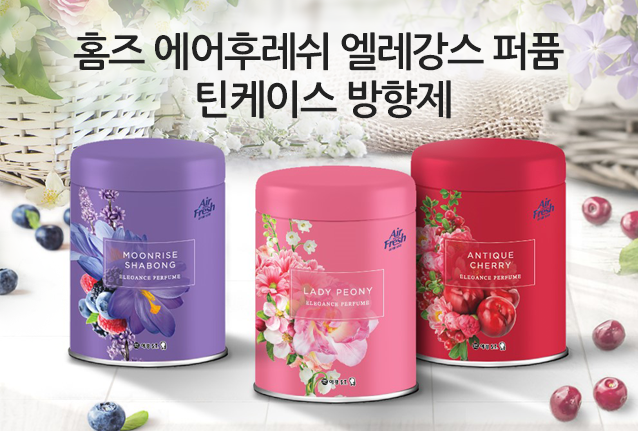 홈즈 에어후레쉬 엘레강스 퍼퓸
틴케이스 방향제
Air
Fresh
MOONRISE
SHABONG
ELEGANCE PERFUME
Air
Fresh
LADY PEONY
ELEGANCE PERFUME
Air
Fresh
ANTIQUE
CHERRY
ELEGANCE PERFUME